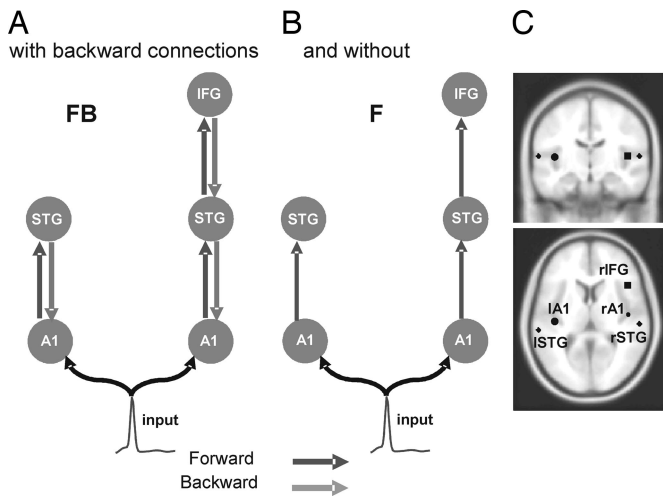 A
with backward connections
FB
IFG
STG
STG
A1
A1
input
B
and without
F
IFG
STG
STG
A1
A1
input
Forward
Backward
C
rIFG
lA1
rA1
lSTG
rSTG